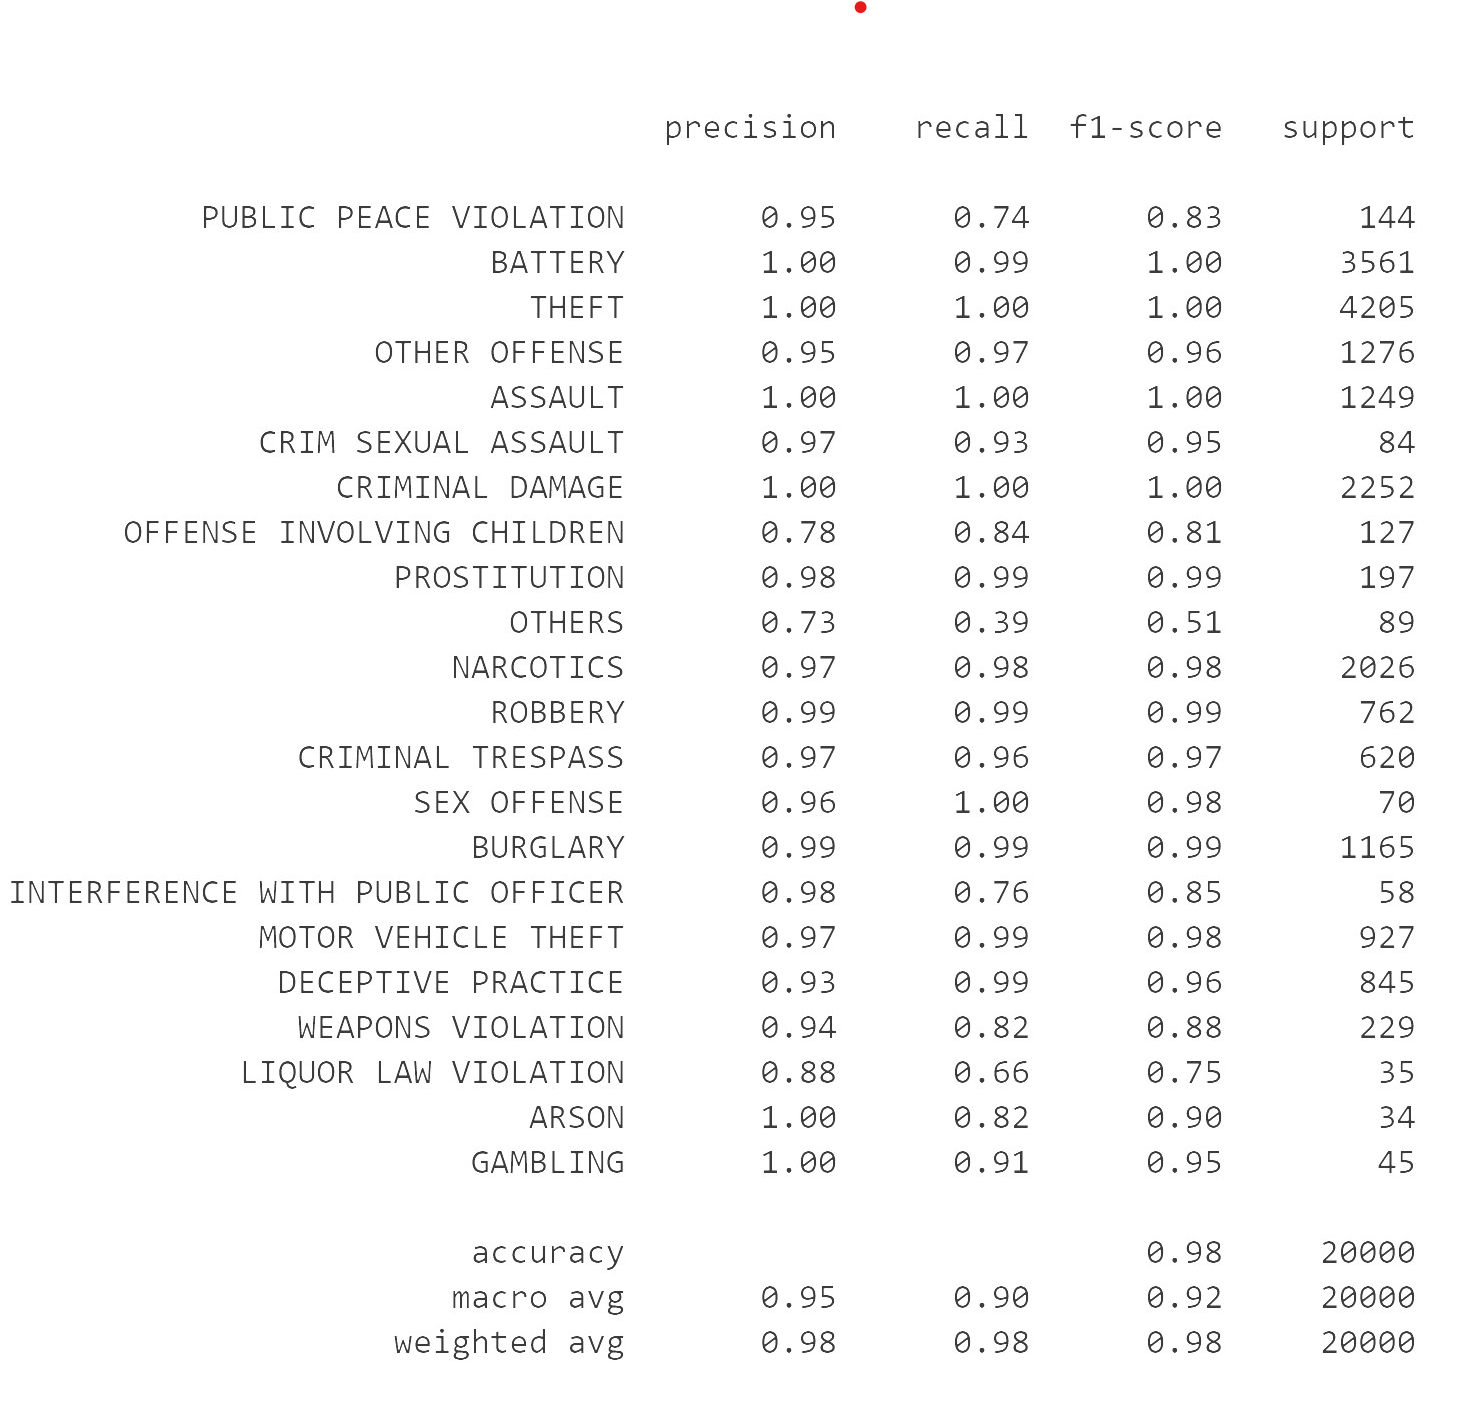 precision recall f1-score support
PUBLIC PEACE VIOLATION 0.95 0.74 0.83 144
BATTERY 1.00 0.99 1.00 3561
THEFT 1.00 1.00 1.00 4205
OTHER OFFENSE 0.95 0.97 0.96 1276
ASSAULT 1.00 1.00 1.00 1249
CRIM SEXUAL ASSAULT 0.97 0.93 0.95 84
CRIMINAL DAMAGE 1.00 1.00 1.00 2252
OFFENSE INVOLVING CHILDREN 0.78 0.84 0.81 127
PROSTITUTION 0.98 0.99 0.99 197
OTHERS 0.73 0.39 0.51 89
NARCOTICS 0.97 0.98 0.98 2026
ROBBERY 0.99 0.99 0.99 762
CRIMINAL TRESPASS 0.97 0.96 0.97 620
SEX OFFENSE 0.96 1.00 0.98 70
BURGLARY 0.99 0.99 0.99 1165
INTERFERENCE WITH PUBLIC OFFICER 0.98 0.76 0.85 58
MOTOR VEHICLE THEFT 0.97 0.99 0.98 927
DECEPTIVE PRACTICE 0.93 0.99 0.96 845
WEAPONS VIOLATION 0.94 0.82 0.88 229
LIQUOR LAW VIOLATION 0.88 0.66 0.75 35
ARSON 1.00 0.82 0.90 34
GAMBLING 1.00 0.91 0.95 45
accuracy 0.98 20000
macro avg 0.95 0.90 0.92 20000
weighted avg 0.98 0.98 0.98 20000